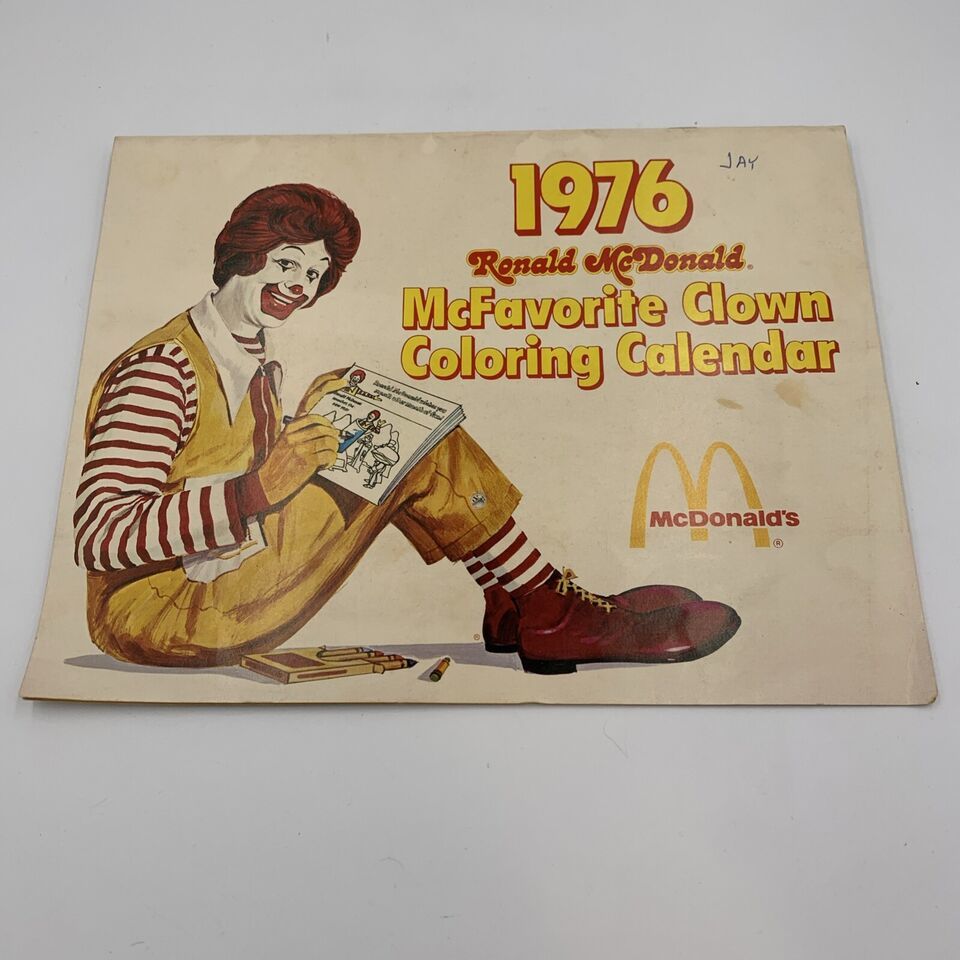 1976
JAY
Ronald McDonald®
McFavorite Clown
Coloring Calendar
McDonald's
®
®